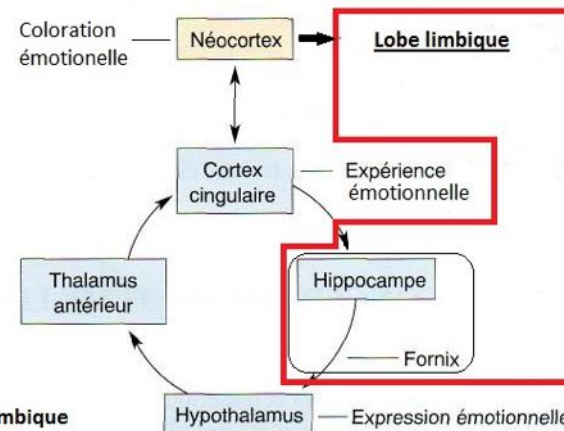 Coloration
émotionelle
Néocortex
Lobe limbique
Cortex
cingulaire
Expérience
émotionnelle
Thalamus
antérieur
Hippocampe
Fornix
Hypothalamus
Expression émotionnelle